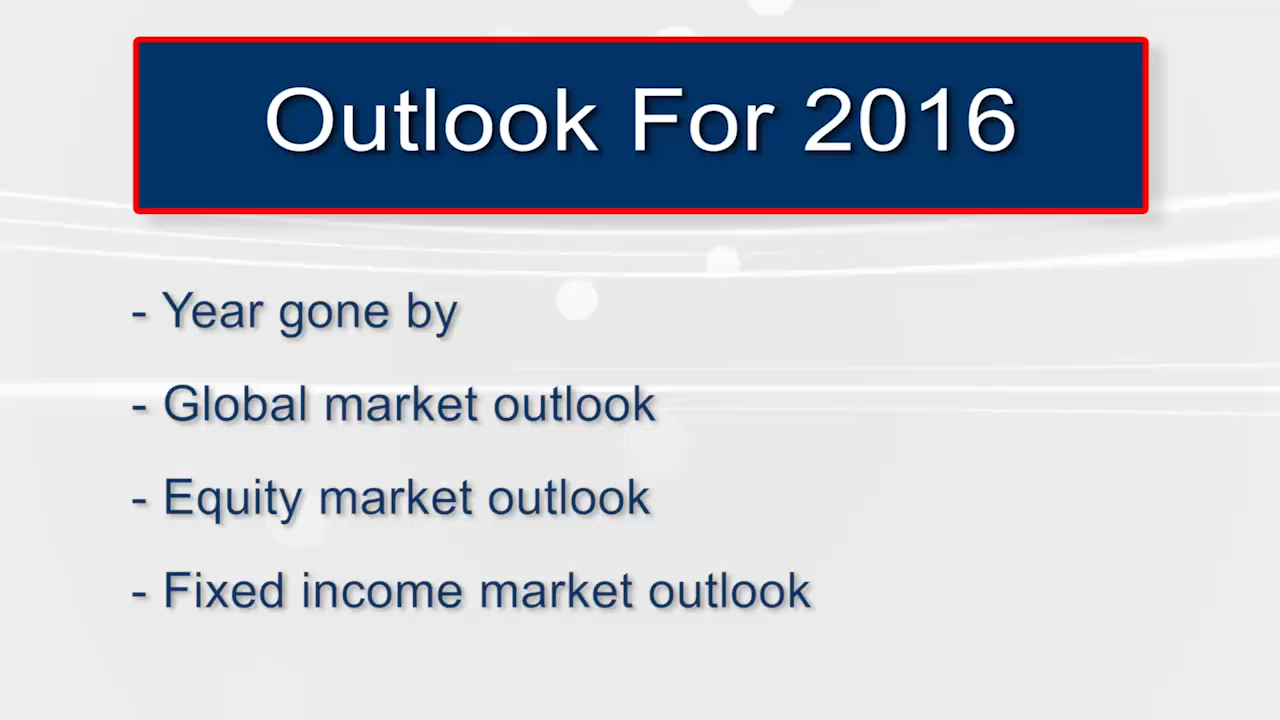 Outlook For 2016
- Year gone by
- Global market outlook
- Equity market outlook
- Fixed income market outlook